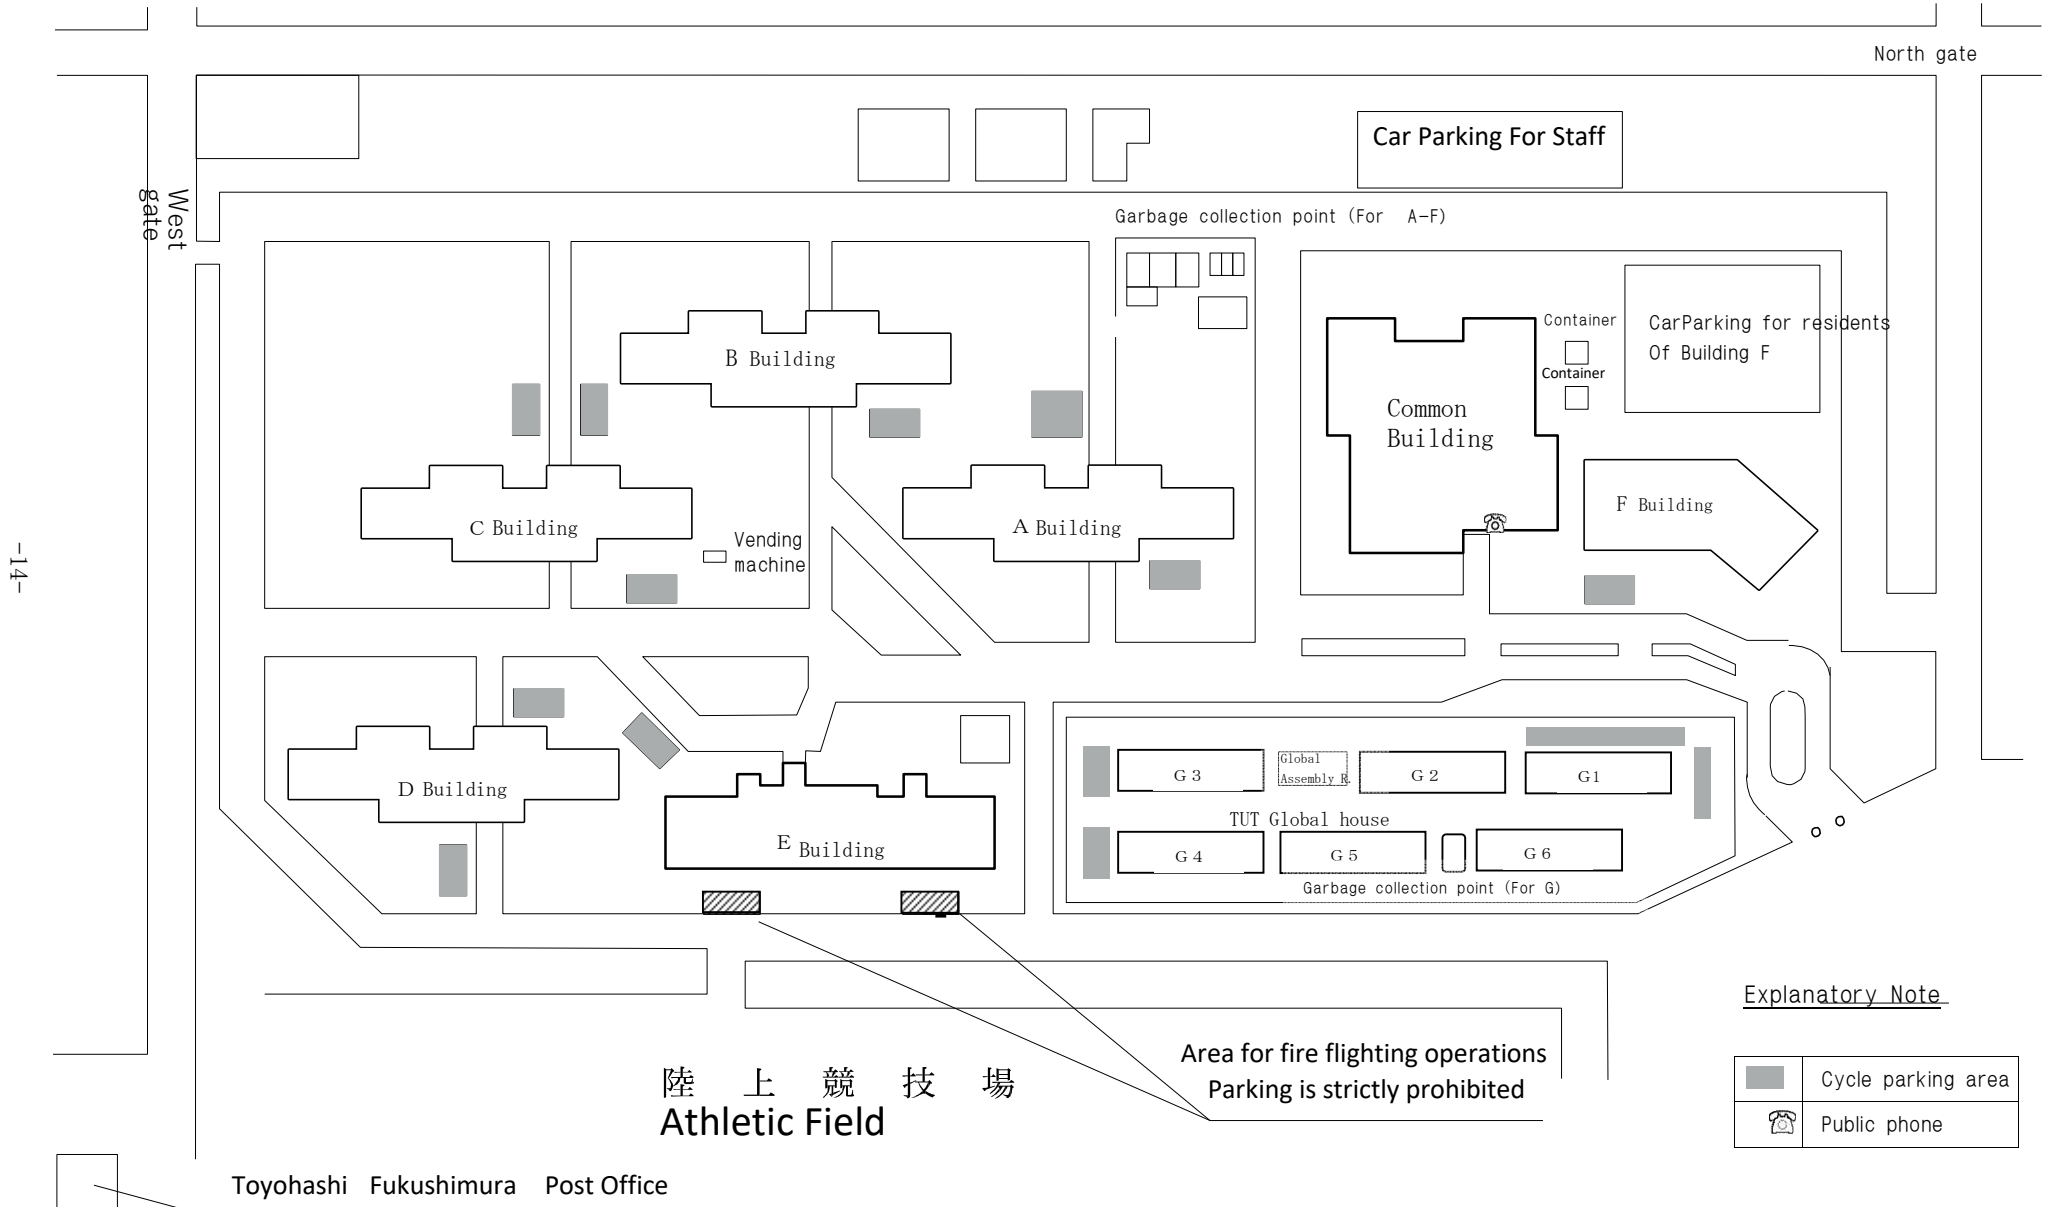 North gate
Car Parking For Staff
West
gate
Garbage collection point (For A-F)
Container
CarParking for residents
Of Building F
Container
B Building
Common
Building
F Building
C Building
A Building
Vending
machine
-14-
Global
Assembly R.
G 3
G 2
G1
D Building
TUT Global house
E Building
G 4
G 5
G 6
Garbage collection point (For G)
Explanatory Note
Area for fire flighting operations
Parking is strictly prohibited
陸 上 競 技 場
Athletic Field
Cycle parking area
Public phone
Toyohashi Fukushimura Post Office